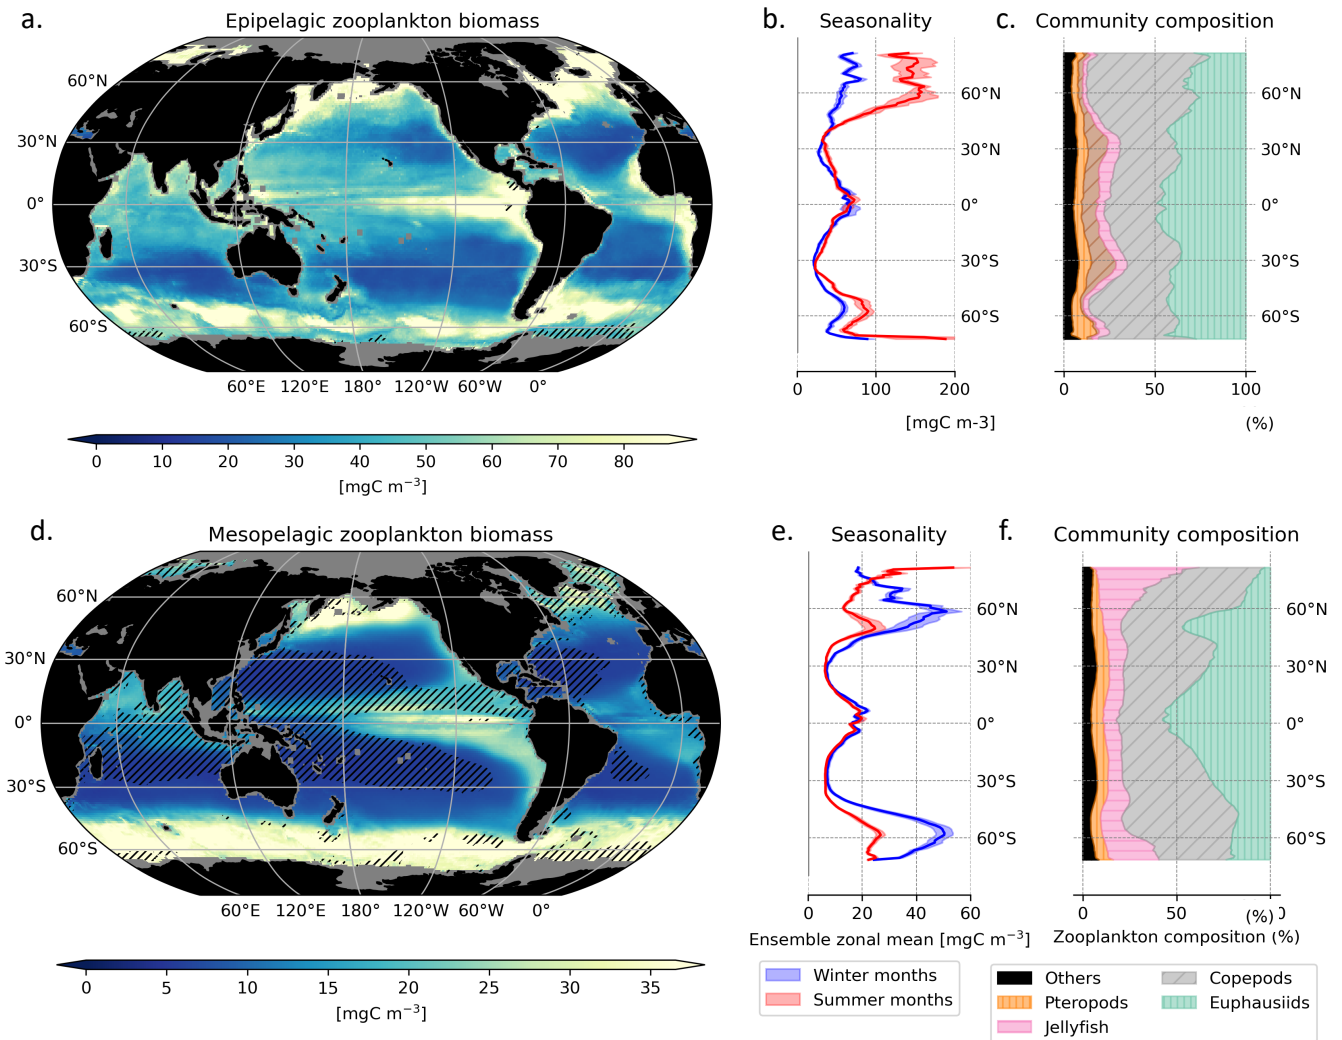 a. Epipelagic zooplankton biomass
60°N
30°N
0°
30°S
60°S
60°E 120°E 180° 120°W 60°W 0°
0 10 20 30 40 50 60 70 80
[mgC m⁻³]
b. Seasonality
60°N
30°N
0°
30°S
60°S
0 100 200
[mgC m-3]
c. Community composition
60°N
30°N
0°
30°S
60°S
0 50 100
(%)
d. Mesopelagic zooplankton biomass
60°N
30°N
0°
30°S
60°S
60°E 120°E 180° 120°W 60°W 0°
0 5 10 15 20 25 30 35
[mgC m⁻³]
e. Seasonality
60°N
30°N
0°
30°S
60°S
0 20 40 60
Ensemble zonal mean [mgC m⁻³]
Winter months
Summer months
f. Community composition
60°N
30°N
0°
30°S
60°S
0 50 (%)
Zooplankton composition (%)
Others Copepods
Pteropods Euphausiids
Jellyfish